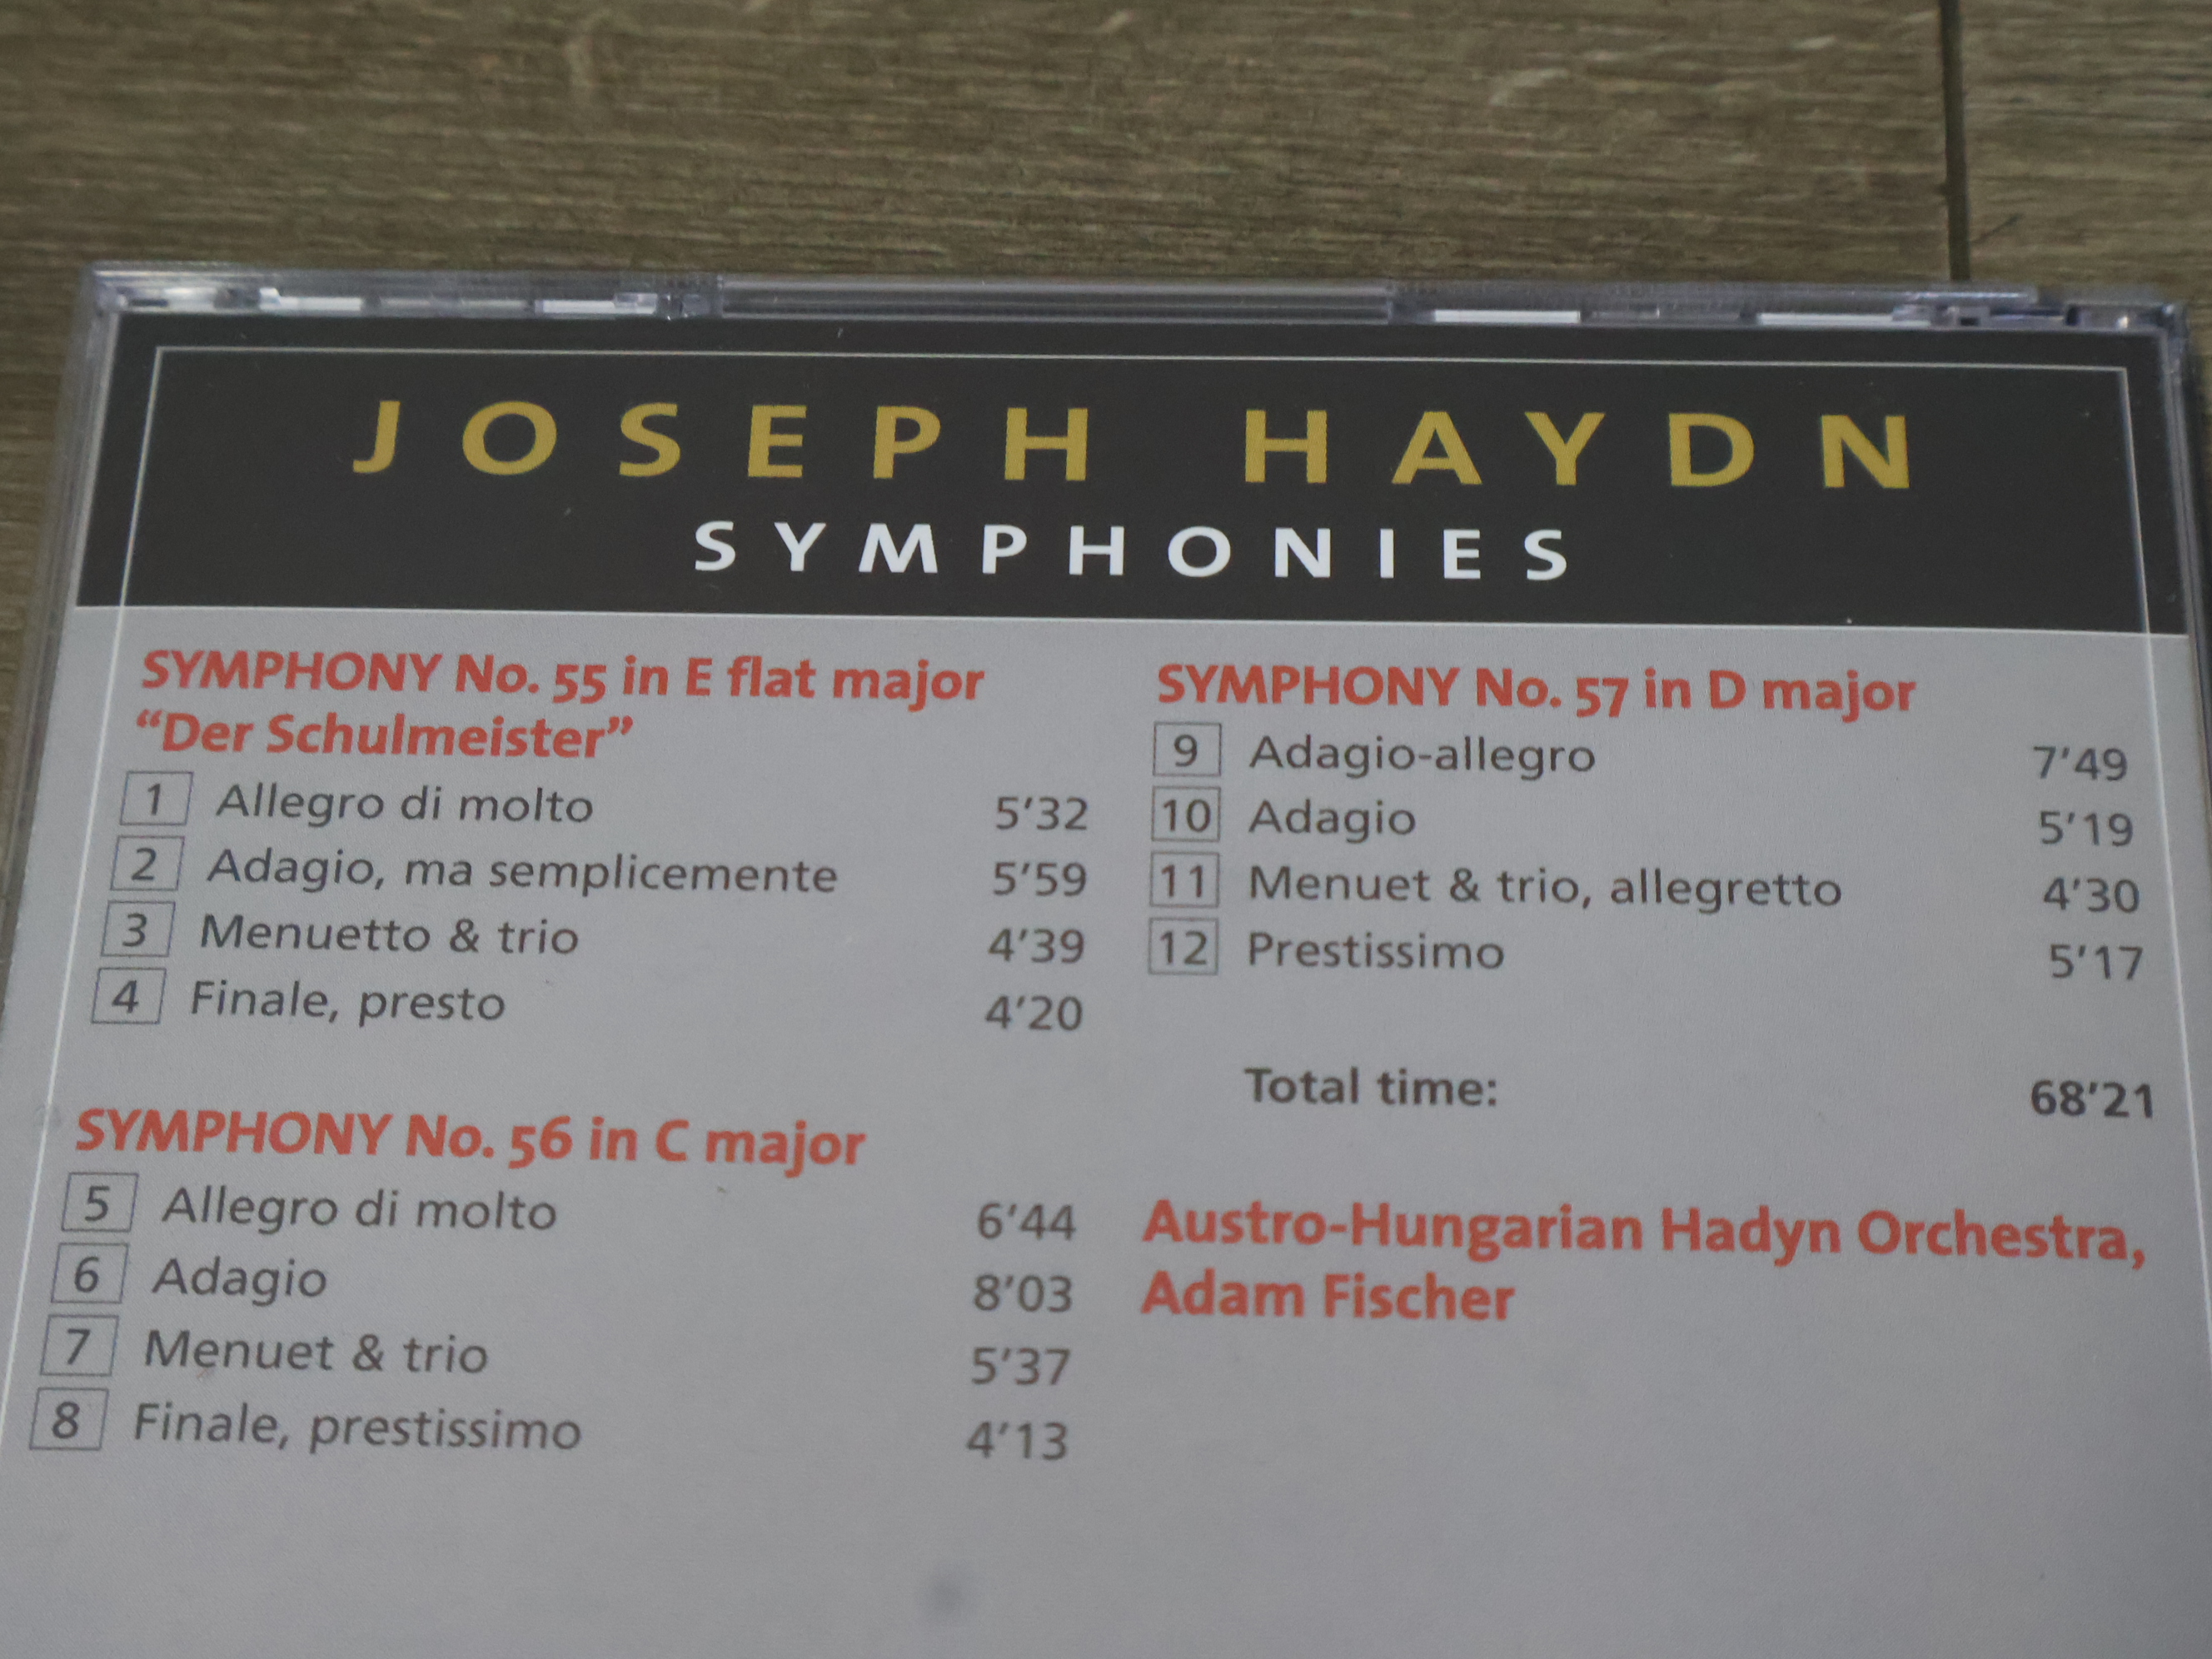 JOSEPH HAYDN
SYMPHONIES
SYMPHONY No. 55 in E flat major
“Der Schulmeister”
1 Allegro di molto 5’32
2 Adagio, ma semplicemente 5’59
3 Menuetto & trio 4’39
4 Finale, presto 4’20
SYMPHONY No. 56 in C major
5 Allegro di molto 6’44
6 Adagio 8’03
7 Menuet & trio 5’37
8 Finale, prestissimo 4’13
SYMPHONY No. 57 in D major
9 Adagio-allegro 7’49
10 Adagio 5’19
11 Menuet & trio, allegretto 4’30
12 Prestissimo 5’17
Total time: 68’21
Austro-Hungarian Hadyn Orchestra,
Adam Fischer